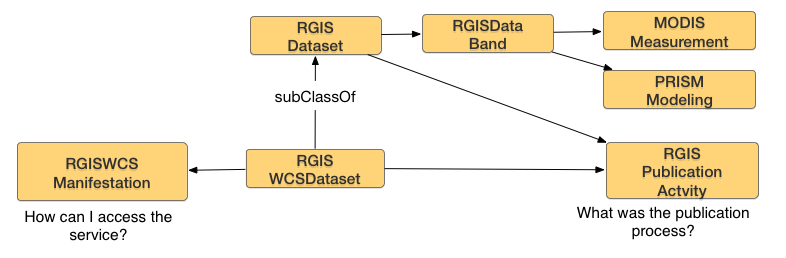 RGIS
Dataset
RGISData
Band
MODIS
Measurement
PRISM
Modeling
subClassOf
RGISWCS
Manifestation
RGIS
WCSDataset
RGIS
Publication
Actvity
How can I access the
service?
What was the publication
process?